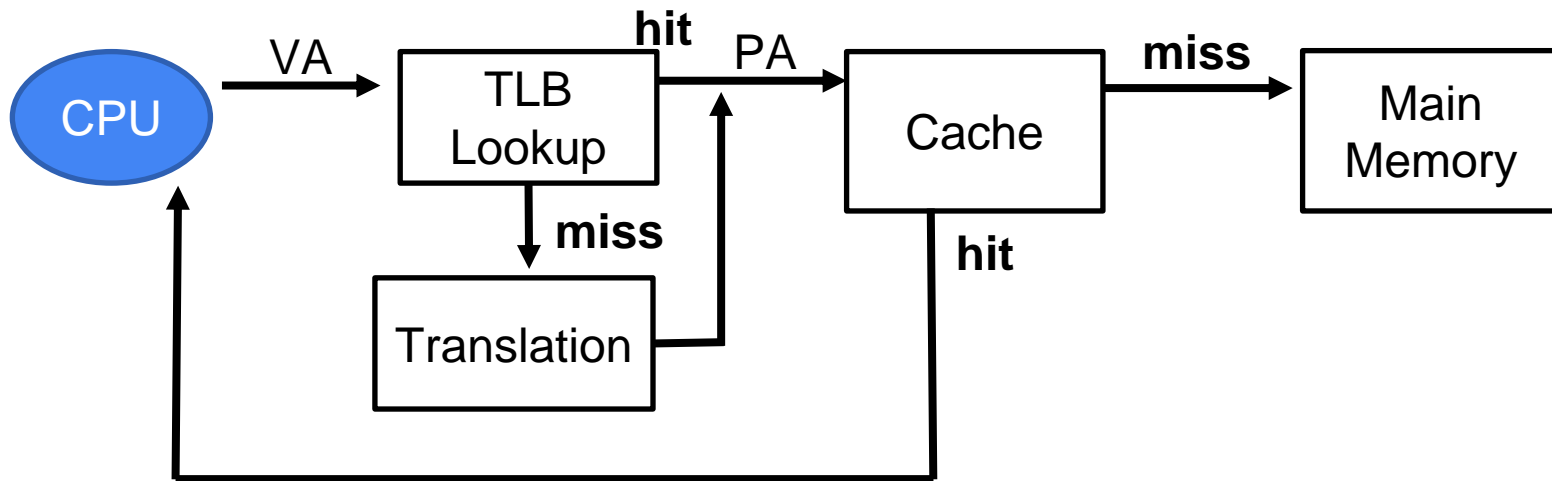 CPU
VA
TLB
Lookup
hit
PA
miss
Translation
Cache
hit
miss
Main
Memory